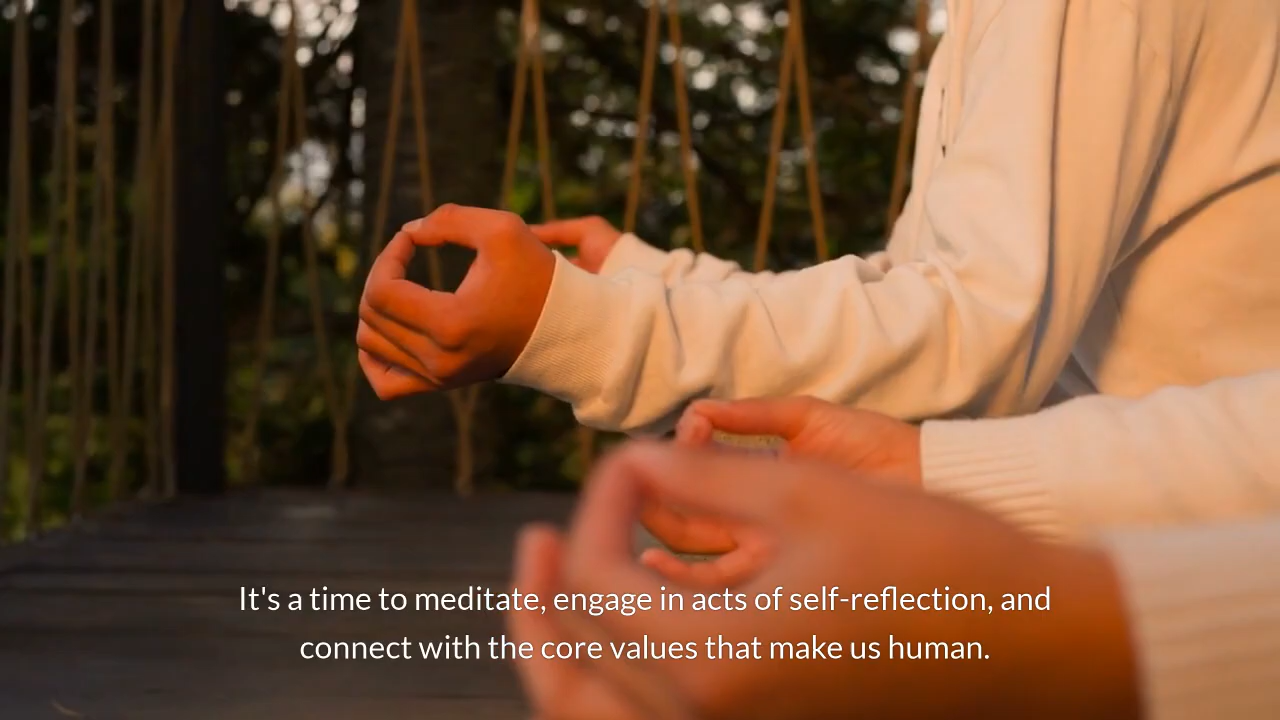 It's a time to meditate, engage in acts of self-reflection, and
connect with the core values that make us human.